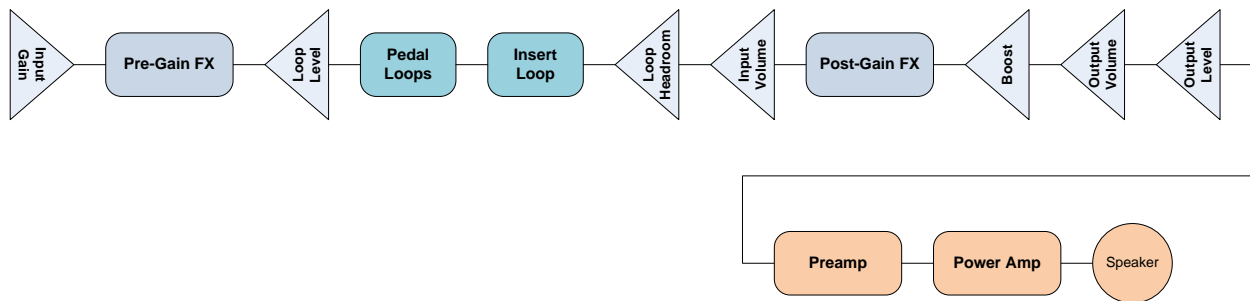 Input
Gain
Pre-Gain FX
Loop
Level
Pedal
Loops
Insert
Loop
Loop
Headroom
Input
Volume
Post-Gain FX
Boost
Output
Volume
Output
Level
Preamp
Power Amp
Speaker